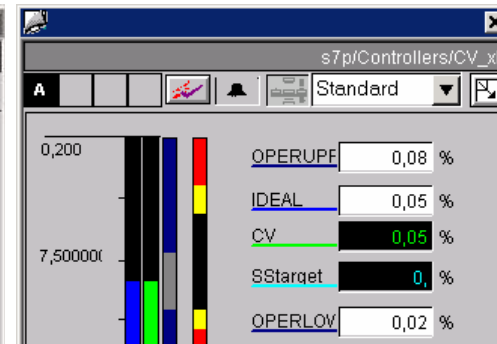 s7p/Controllers/CV_x
A Standard
0,200
OPERUPF 0,08 %
IDEAL 0,05 %
CV 0,05 %
7,500000
SStarget 0, %
OPERLOV 0,02 %